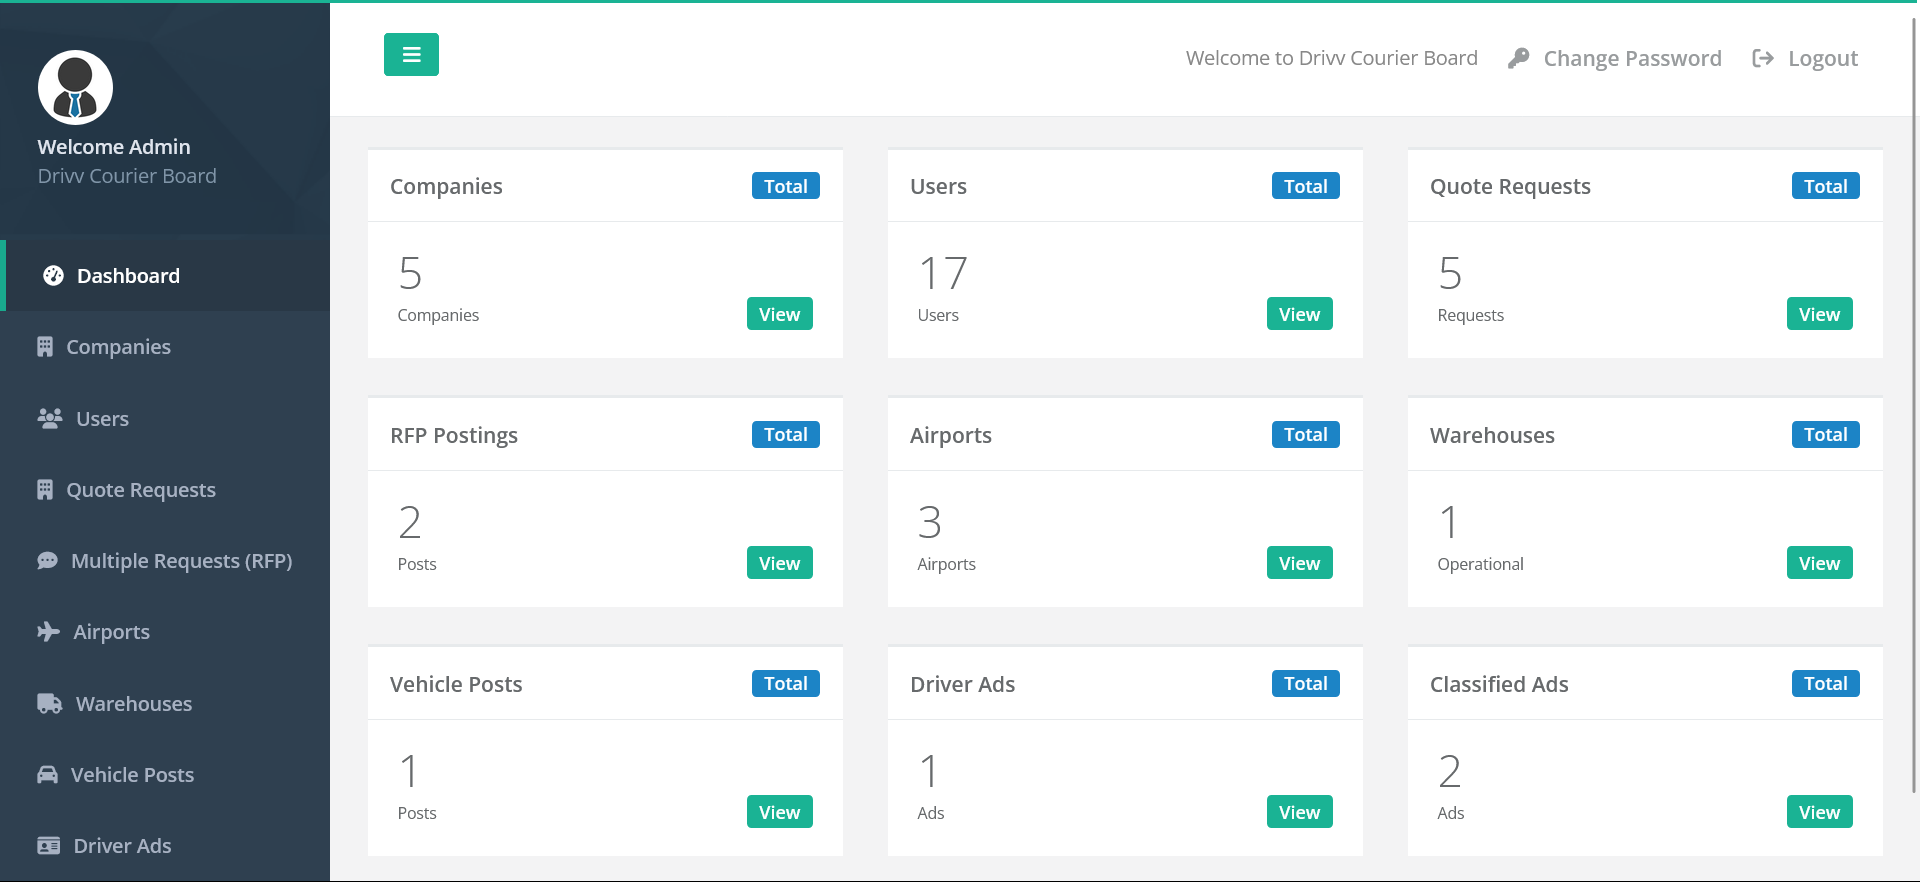 Welcome Admin
Drivv Courier Board
Dashboard
Companies
Users
Quote Requests
Multiple Requests (RFP)
Airports
Warehouses
Vehicle Posts
Driver Ads
Welcome to Drivv Courier Board Change Password Logout
Companies Total
5
Companies View
Users Total
17
Users View
Quote Requests Total
5
Requests View
RFP Postings Total
2
Posts View
Airports Total
3
Airports View
Warehouses Total
1
Operational View
Vehicle Posts Total
1
Posts View
Driver Ads Total
1
Ads View
Classified Ads Total
2
Ads View